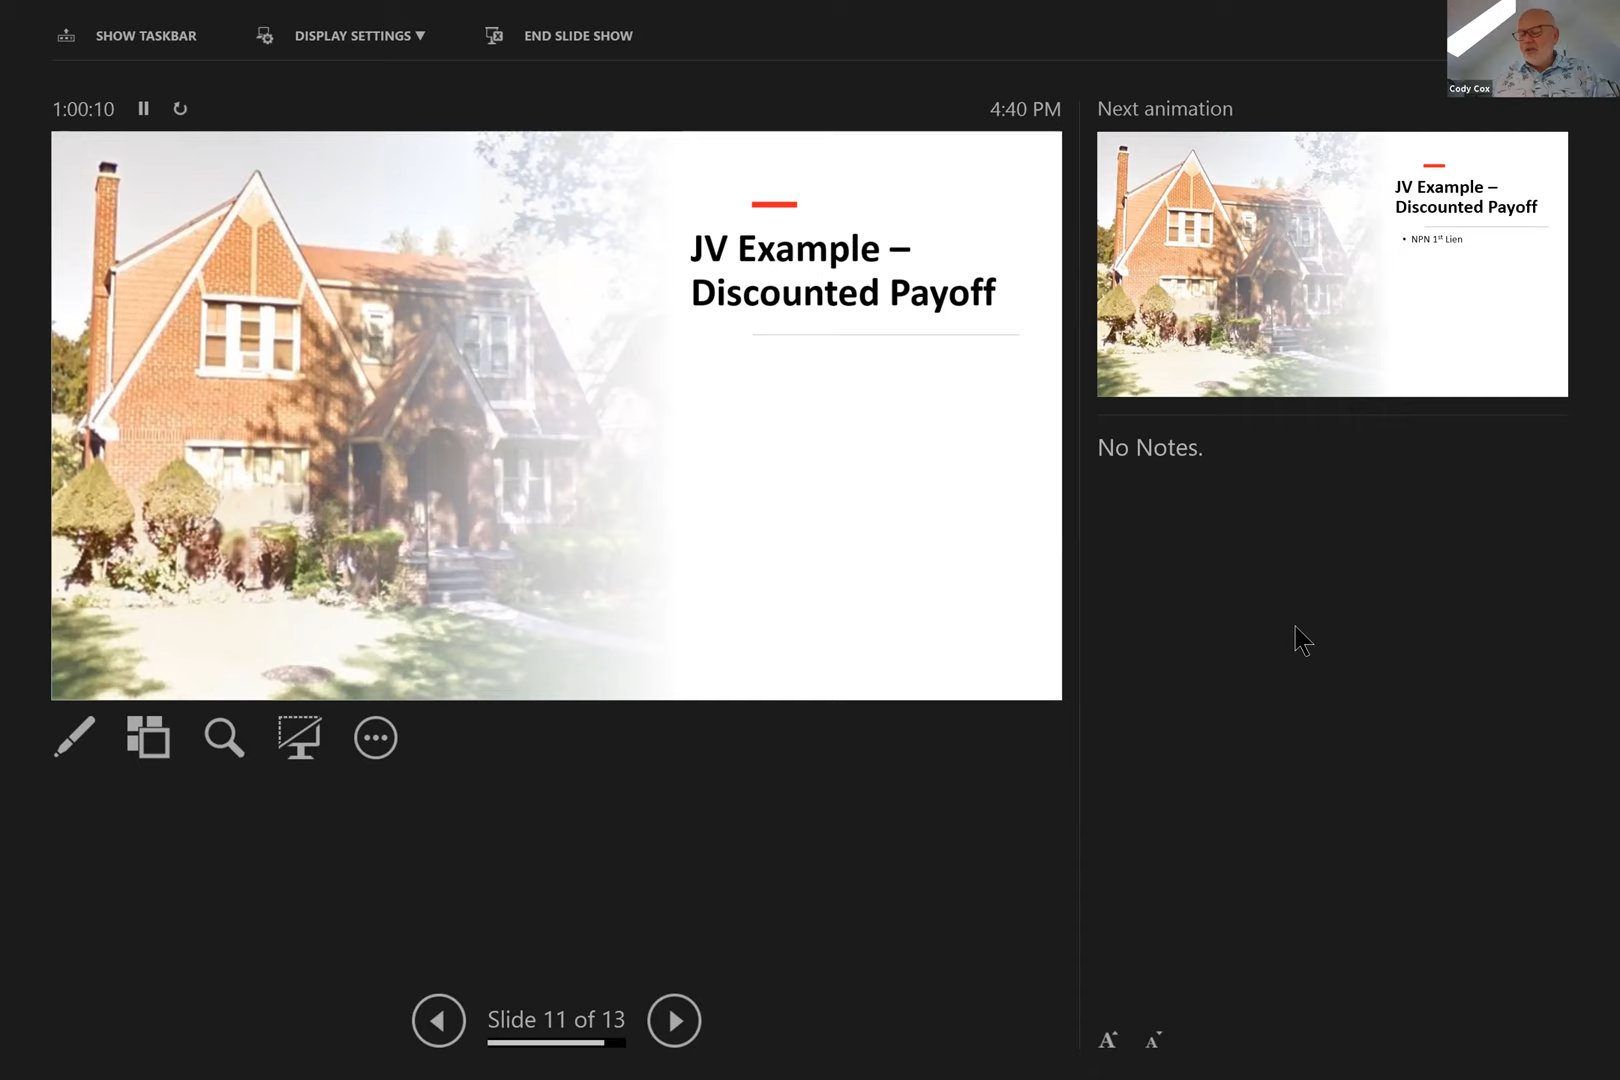 SHOW TASKBAR
DISPLAY SETTINGS ▼
END SLIDE SHOW
Cody Cox
1:00:10
4:40 PM
Next animation
JV Example –
Discounted Payoff
JV Example –
Discounted Payoff
• NPN 1st Lien
No Notes.
Slide 11 of 13
A
A